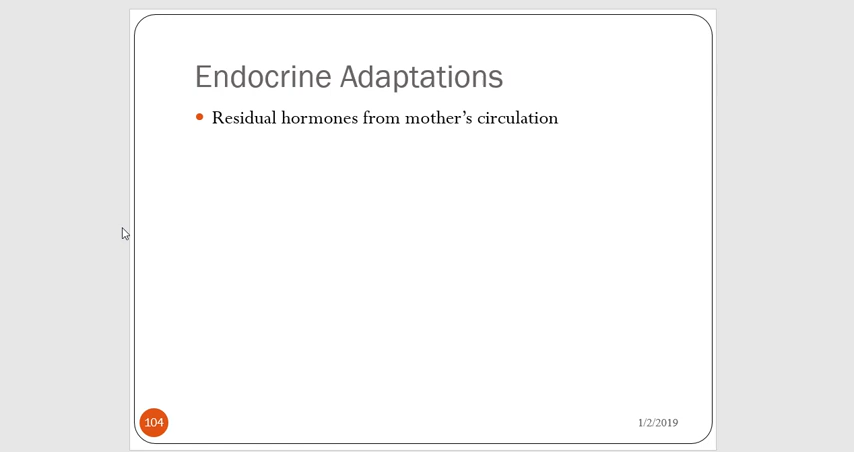 Endocrine Adaptations
Residual hormones from mother’s circulation
104
1/2/2019